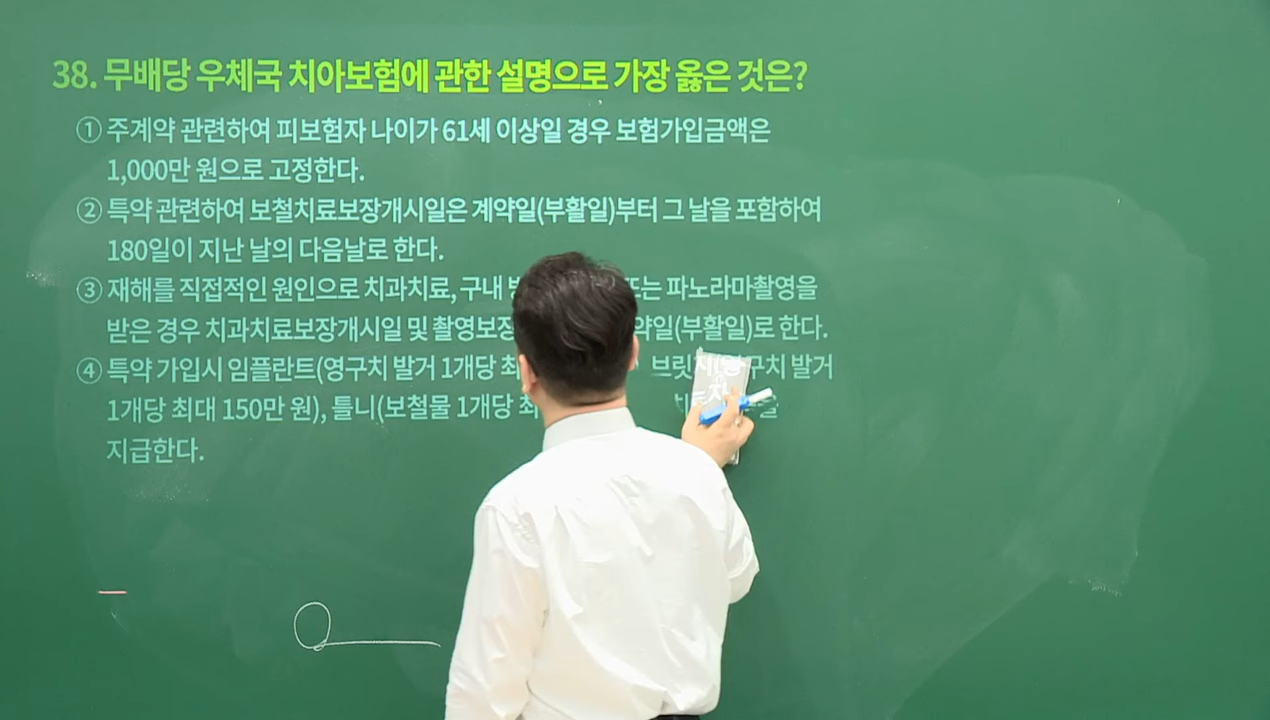 38. 무배당 우체국 치아보험에 관한 설명으로 가장 옳은 것은?
① 주계약 관련하여 피보험자 나이가 61세 이상일 경우 보험가입금액은
1,000만 원으로 고정한다.
② 특약 관련하여 보철치료보장개시일은 계약일(부활일)부터 그 날을 포함하여
180일이 지난 날의 다음날로 한다.
③ 재해를 직접적인 원인으로 치과치료, 구내 또는 파노라마촬영을
받은 경우 치과치료보장개시일 및 촬영보장 약일(부활일)로 한다.
④ 특약 가입시 임플란트(영구치 발거 1개당 최 브릿지(영구치 발거
1개당 최대 150만 원), 틀니(보철물 1개당 최
지급한다.